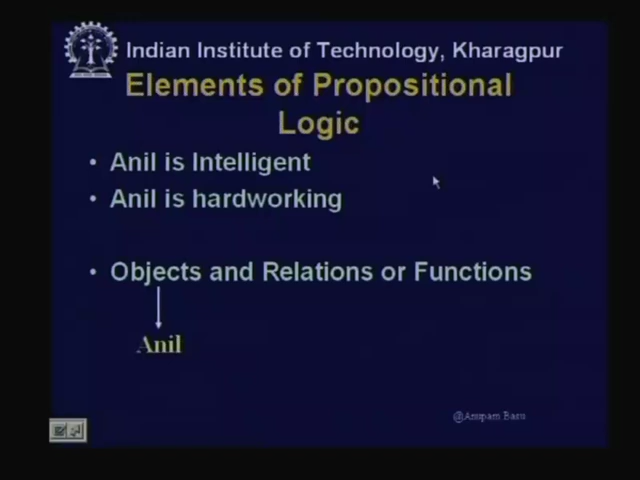 Indian Institute of Technology, Kharagpur
Elements of Propositional
Logic
• Anil is Intelligent
• Anil is hardworking
• Objects and Relations or Functions
Anil
@Anupam Basu